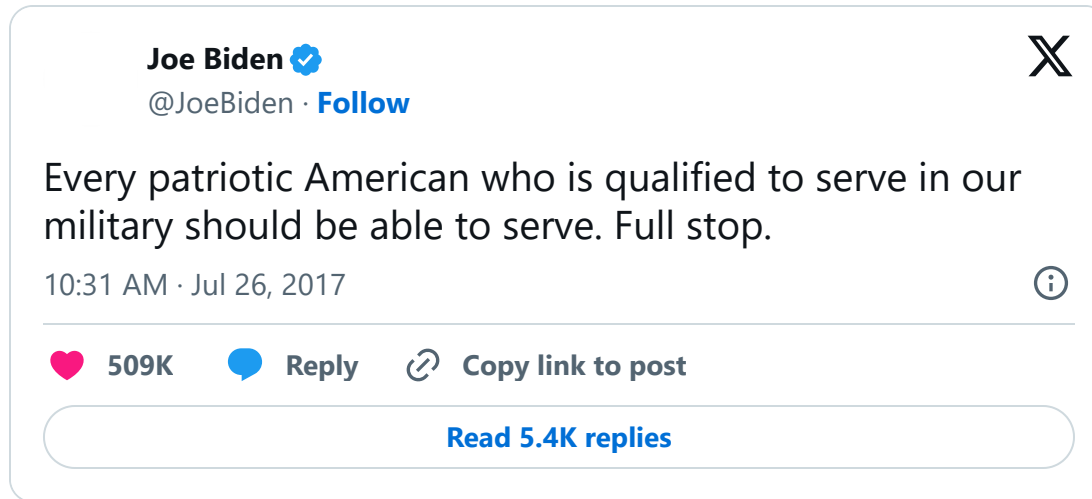 Joe Biden
@JoeBiden · Follow
Every patriotic American who is qualified to serve in our
military should be able to serve. Full stop.
10:31 AM · Jul 26, 2017
509K Reply Copy link to post
Read 5.4K replies